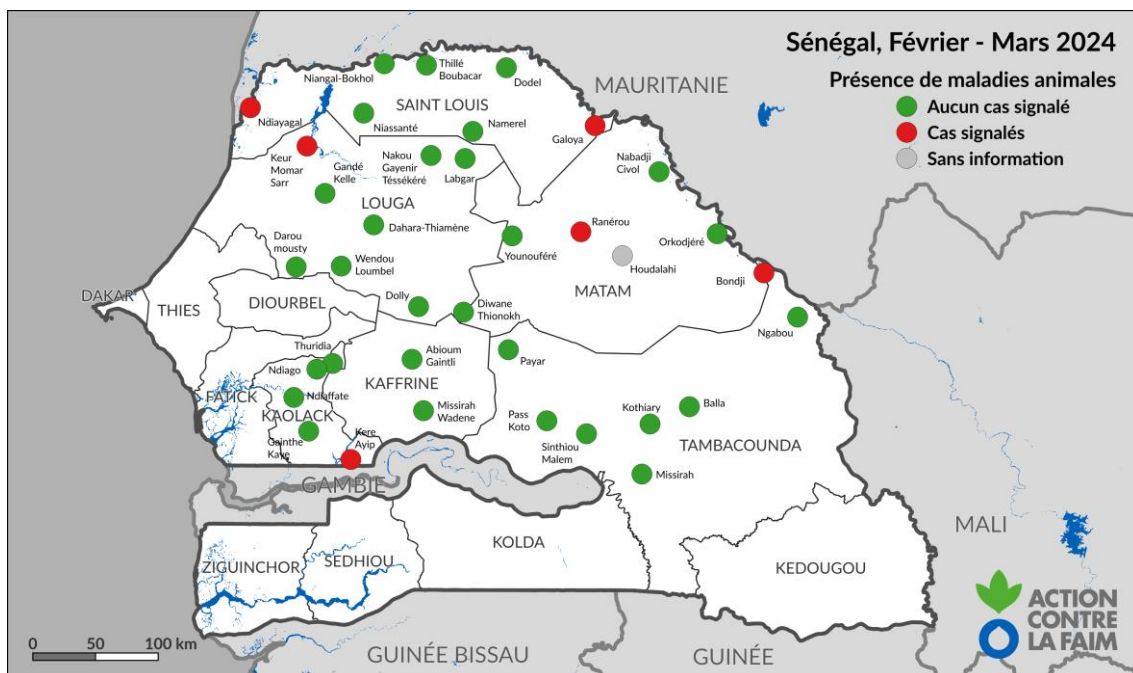 Sénégal, Février - Mars 2024
Présence de maladies animales
Aucun cas signalé
Cas signalés
Sans information
MAURITANIE
Niangal-Bokhol
Thillé
Boubacar
Dodel
SAINT LOUIS
Ndiayagal
Niassanté
Namerel
Galoya
Keur
Momar
Sarr
Gandé
Kelle
Nakou
Gayenir
Téssékéré
Labgar
Nabadji
Civol
LOUGA
Dahara-Thiamène
Ranérou
Younouféré
Orkodjéré
Houdalahi
Darou
mousty
Wendou
Loumbel
Bondji
MATAM
DAKAR
THIES
DIOURBEL
Dolly
Diwane
Thionokh
Ngabou
Thuridia
Ndiago
Abioum
Gaintli
Payar
KAFFRINE
FATICK
Ndiaffate
KAOLACK
Missirah
Wadene
Balla
Kothiary
Pass
Koto
Sinthiou
Malem
TAMBACOUNDA
Gainthe
Kaye
Kere
Ayip
Missirah
GAMBIE
MALI
KOLDA
ZIGUINCHOR
SEDHIOU
KEDOUGOU
ACTION
CONTRE
LA FAIM
0 50 100 km
GUINÉE BISSAU
GUINÉE